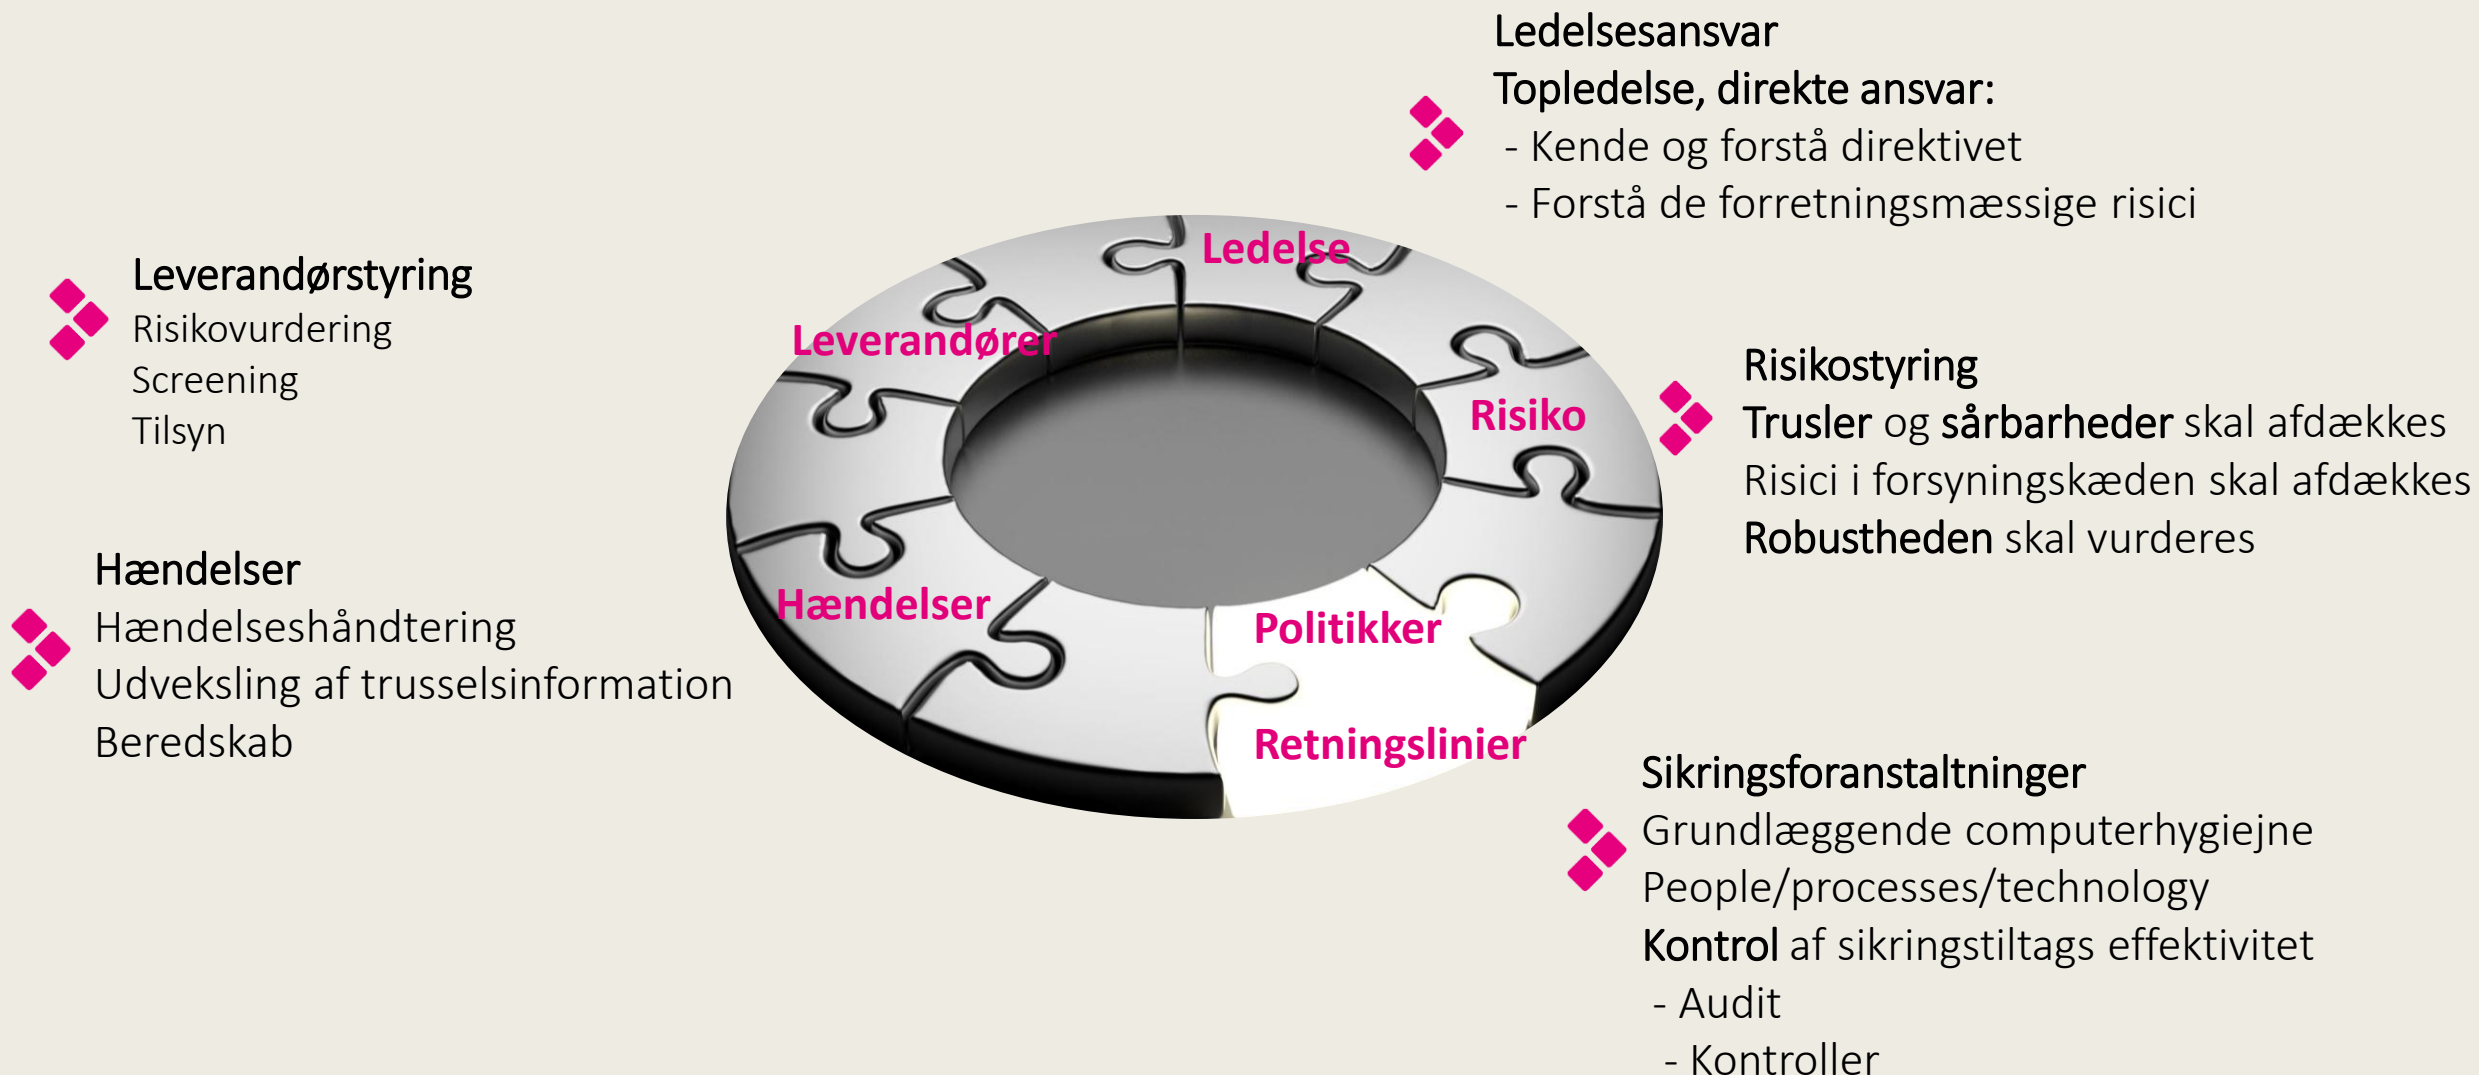 Ledelsesansvar
Topledelse, direkte ansvar:
- Kende og forstå direktivet
- Forstå de forretningsmæssige risici
Leverandørstyring
Risikovurdering
Screening
Tilsyn
Ledelse
Leverandører
Risiko
Hændelser
Politikker
Retningslinier
Risikostyring
Trusler og sårbarheder skal afdækkes
Risici i forsyningskæden skal afdækkes
Robustheden skal vurderes
Hændelser
Hændelseshåndtering
Udveksling af trusselsinformation
Beredskab
Sikringsforanstaltninger
Grundlæggende computerhygiejne
People/processes/technology
Kontrol af sikringstiltags effektivitet
- Audit
- Kontroller